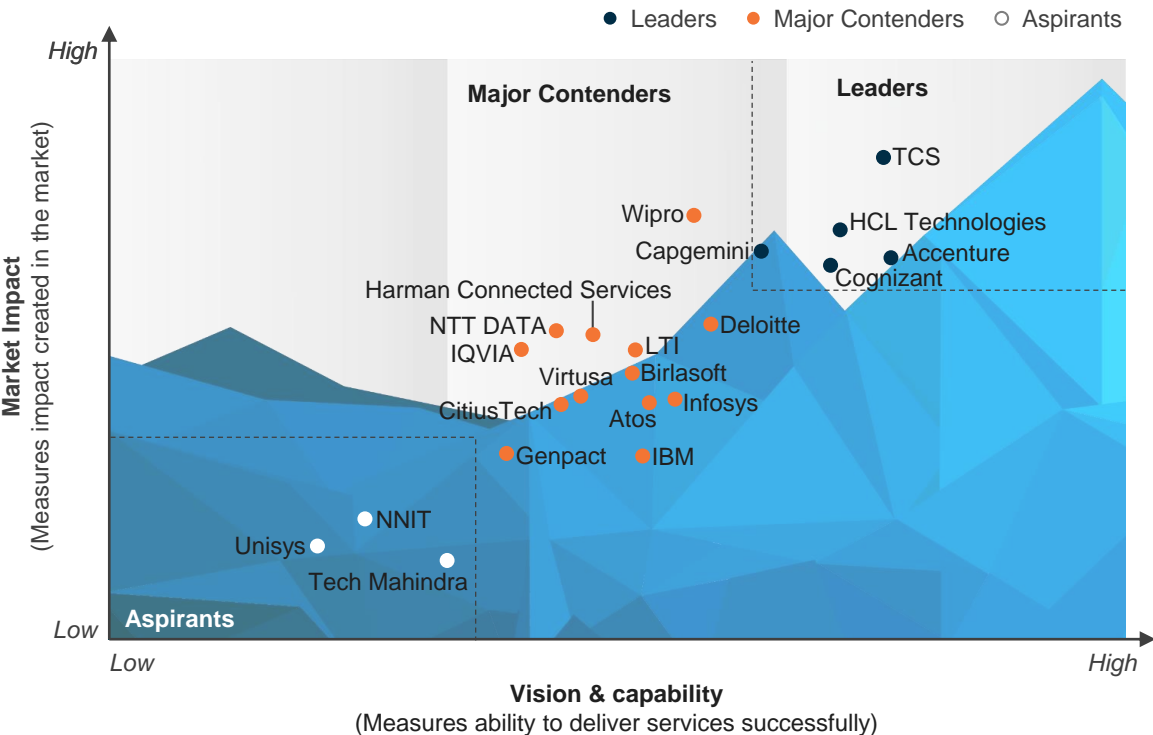 Leaders
Major Contenders
Aspirants
High
Major Contenders
Leaders
TCS
Wipro
HCL Technologies
Capgemini
Accenture
Cognizant
Harman Connected Services
NTT DATA
Deloitte
IQVIA
LTI
Virtusa
Birlasoft
CitiusTech
Infosys
Atos
Genpact
IBM
NNIT
Unisys
Tech Mahindra
Aspirants
Low
Market Impact
(Measures impact created in the market)
Low
High
Vision & capability
(Measures ability to deliver services successfully)